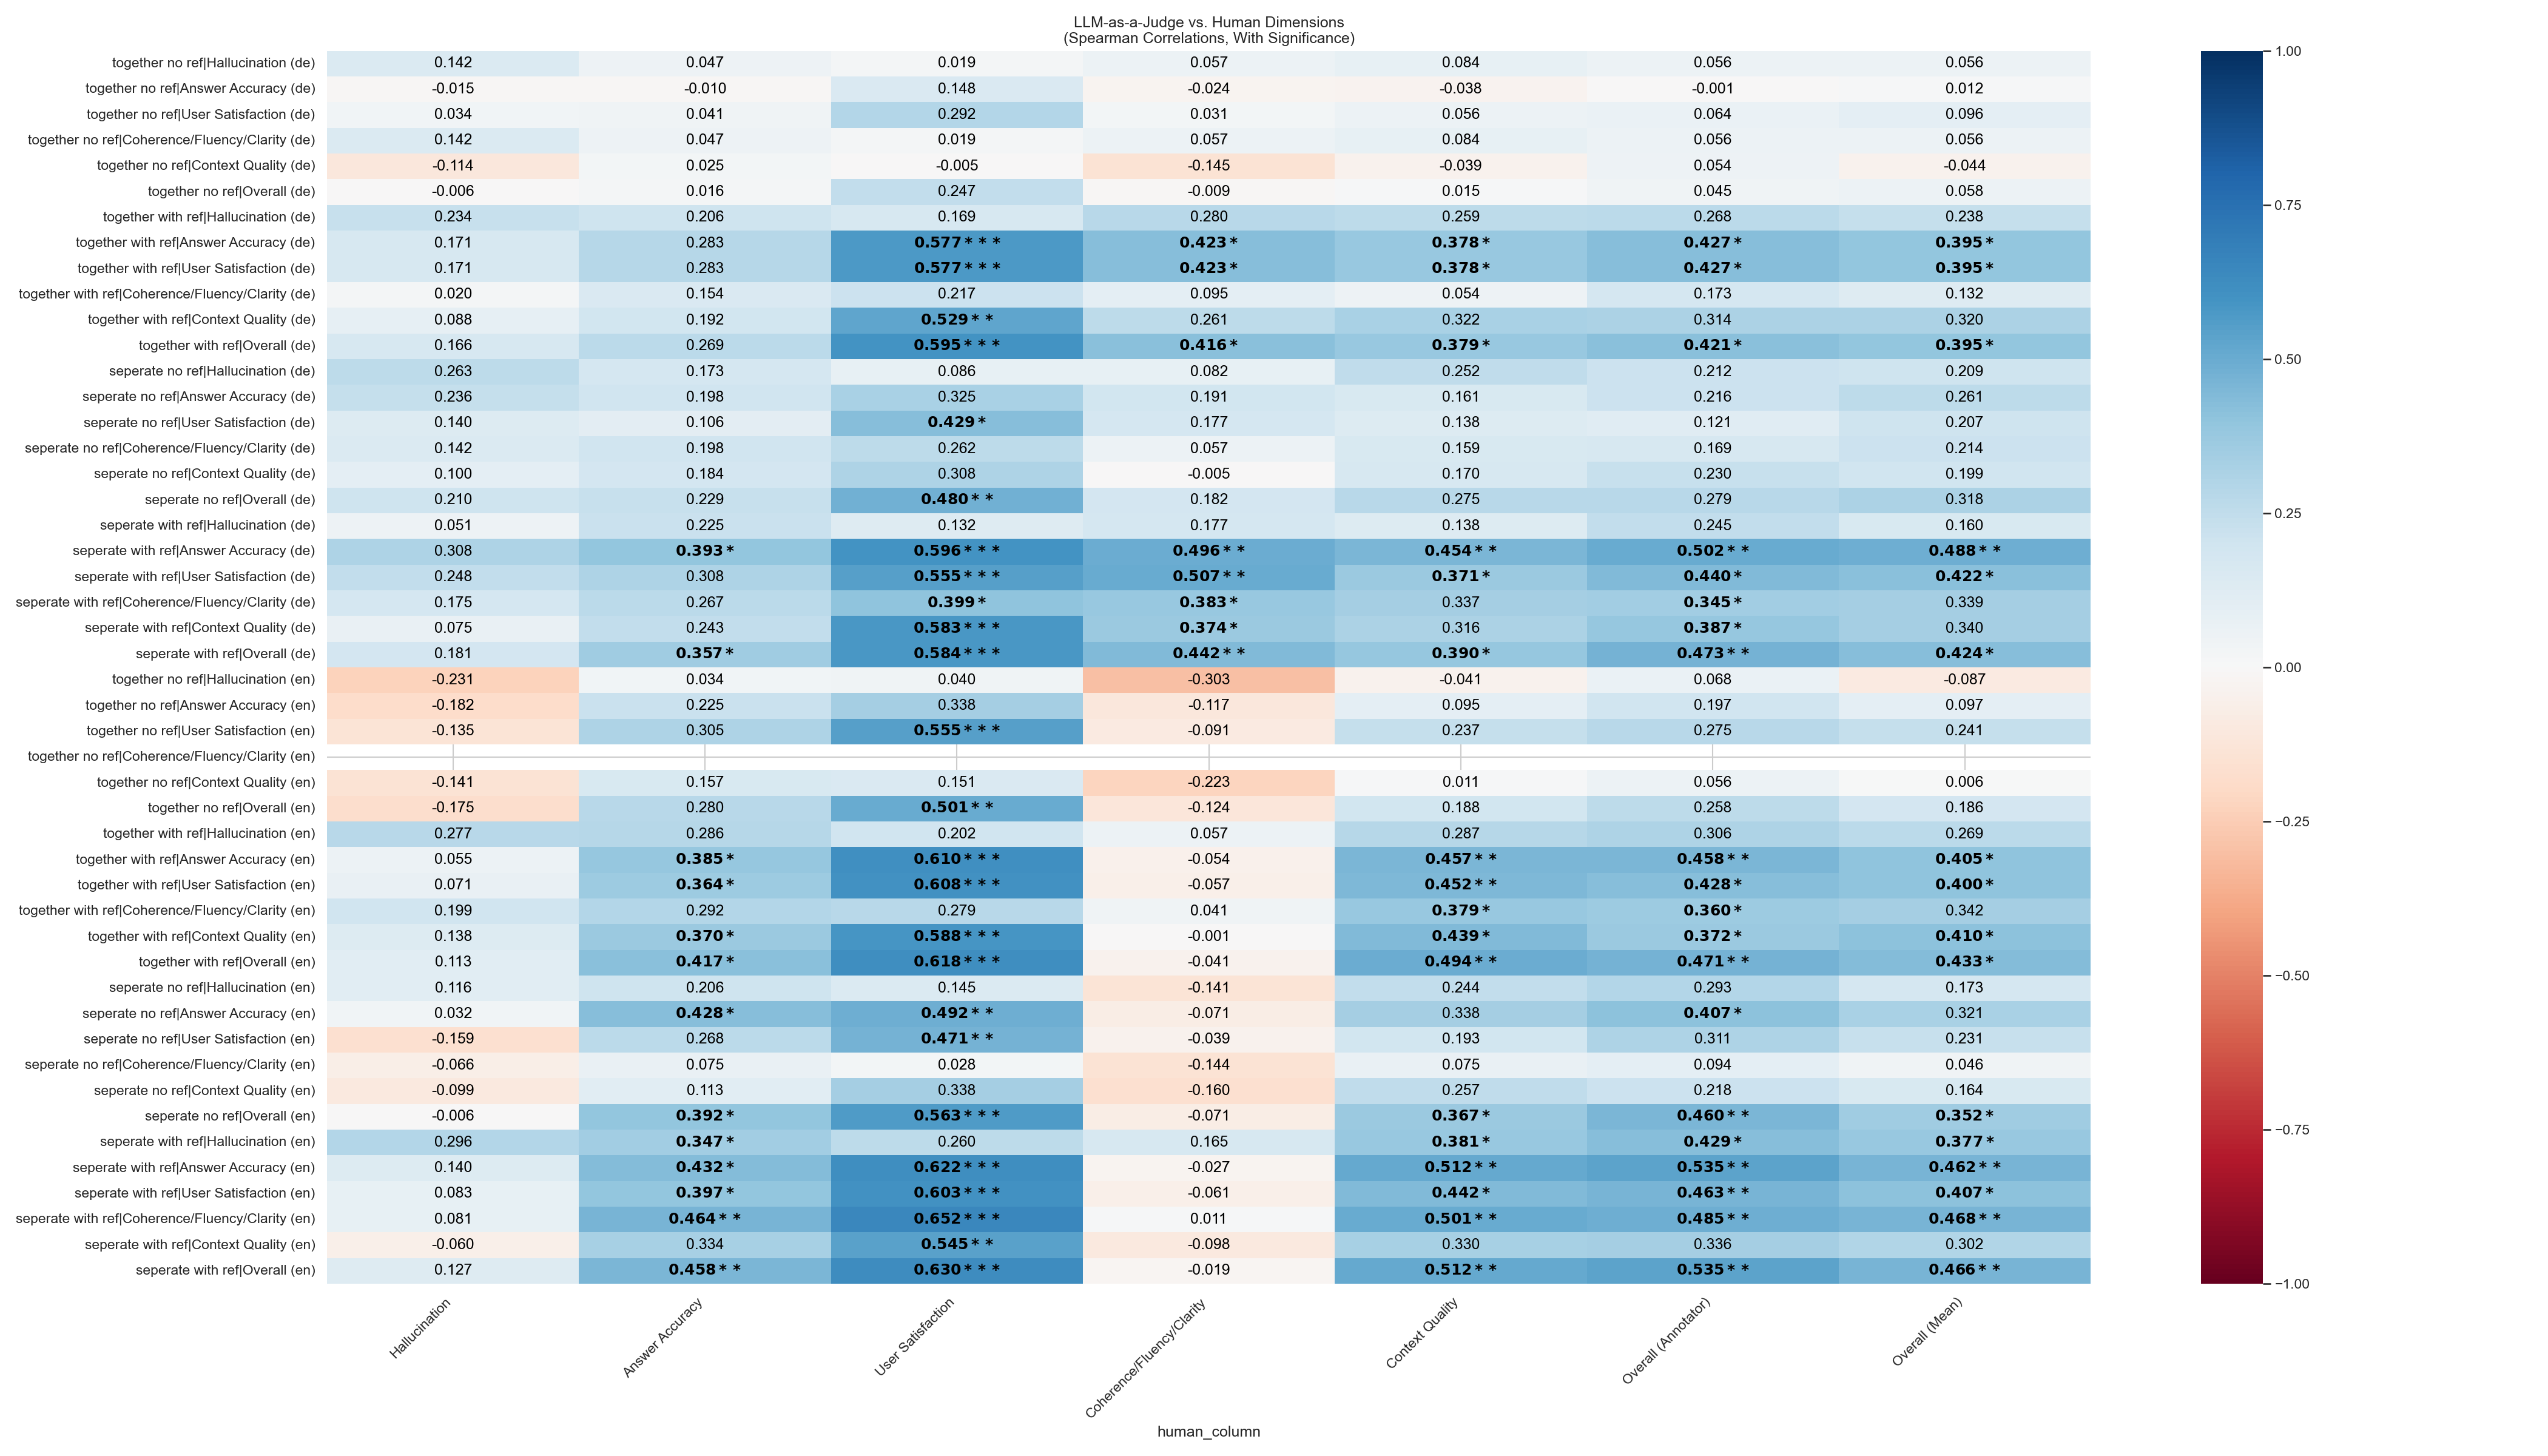 LLM-as-a-Judge vs. Human Dimensions
(Spearman Correlations, With Significance)
together no ref|Hallucination (de) 0.142 0.047 0.019 0.057 0.084 0.056 0.056
together no ref|Answer Accuracy (de) -0.015 -0.010 0.148 -0.024 -0.038 -0.001 0.012
together no ref|User Satisfaction (de) 0.034 0.041 0.292 0.031 0.056 0.064 0.096
together no ref|Coherence/Fluency/Clarity (de) 0.142 0.047 0.019 0.057 0.084 0.056 0.056
together no ref|Context Quality (de) -0.114 0.025 -0.005 -0.145 -0.039 0.054 -0.044
together no ref|Overall (de) -0.006 0.016 0.247 -0.009 0.015 0.045 0.058
together with ref|Hallucination (de) 0.234 0.206 0.169 0.280 0.259 0.268 0.238
together with ref|Answer Accuracy (de) 0.171 0.283 0.577*** 0.423* 0.378* 0.427* 0.395*
together with ref|User Satisfaction (de) 0.171 0.283 0.577*** 0.423* 0.378* 0.427* 0.395*
together with ref|Coherence/Fluency/Clarity (de) 0.020 0.154 0.217 0.095 0.054 0.173 0.132
together with ref|Context Quality (de) 0.088 0.192 0.529** 0.261 0.322 0.314 0.320
together with ref|Overall (de) 0.166 0.269 0.595*** 0.416* 0.379* 0.421* 0.395*
seperate no ref|Hallucination (de) 0.263 0.173 0.086 0.082 0.252 0.212 0.209
seperate no ref|Answer Accuracy (de) 0.236 0.198 0.325 0.191 0.161 0.216 0.261
seperate no ref|User Satisfaction (de) 0.140 0.106 0.429* 0.177 0.138 0.121 0.207
seperate no ref|Coherence/Fluency/Clarity (de) 0.142 0.198 0.262 0.057 0.159 0.169 0.214
seperate no ref|Context Quality (de) 0.100 0.184 0.308 -0.005 0.170 0.230 0.199
seperate no ref|Overall (de) 0.210 0.229 0.480** 0.182 0.275 0.279 0.318
seperate with ref|Hallucination (de) 0.051 0.225 0.132 0.177 0.138 0.245 0.160
seperate with ref|Answer Accuracy (de) 0.308 0.393* 0.596*** 0.496** 0.454** 0.502** 0.488**
seperate with ref|User Satisfaction (de) 0.248 0.308 0.555*** 0.507** 0.371* 0.440* 0.422*
seperate with ref|Coherence/Fluency/Clarity (de) 0.175 0.267 0.399* 0.383* 0.337 0.345* 0.339
seperate with ref|Context Quality (de) 0.075 0.243 0.583*** 0.374* 0.316 0.387* 0.340
seperate with ref|Overall (de) 0.181 0.357* 0.584*** 0.442** 0.390* 0.473** 0.424*
together no ref|Hallucination (en) -0.231 0.034 0.040 -0.303 -0.041 0.068 -0.087
together no ref|Answer Accuracy (en) -0.182 0.225 0.338 -0.117 0.095 0.197 0.097
together no ref|User Satisfaction (en) -0.135 0.305 0.555*** -0.091 0.237 0.275 0.241
together no ref|Coherence/Fluency/Clarity (en)
together no ref|Context Quality (en) -0.141 0.157 0.151 -0.223 0.011 0.056 0.006
together no ref|Overall (en) -0.175 0.280 0.501** -0.124 0.188 0.258 0.186
together with ref|Hallucination (en) 0.277 0.286 0.202 0.057 0.287 0.306 0.269
together with ref|Answer Accuracy (en) 0.055 0.385* 0.610*** -0.054 0.457** 0.458** 0.405*
together with ref|User Satisfaction (en) 0.071 0.364* 0.608*** -0.057 0.452** 0.428* 0.400*
together with ref|Coherence/Fluency/Clarity (en) 0.199 0.292 0.279 0.041 0.379* 0.360* 0.342
together with ref|Context Quality (en) 0.138 0.370* 0.588*** -0.001 0.439* 0.372* 0.410*
together with ref|Overall (en) 0.113 0.417* 0.618*** -0.041 0.494** 0.471** 0.433*
seperate no ref|Hallucination (en) 0.116 0.206 0.145 -0.141 0.244 0.293 0.173
seperate no ref|Answer Accuracy (en) 0.032 0.428* 0.492** -0.071 0.338 0.407* 0.321
seperate no ref|User Satisfaction (en) -0.159 0.268 0.471** -0.039 0.193 0.311 0.231
seperate no ref|Coherence/Fluency/Clarity (en) -0.066 0.075 0.028 -0.144 0.075 0.094 0.046
seperate no ref|Context Quality (en) -0.099 0.113 0.338 -0.160 0.257 0.218 0.164
seperate no ref|Overall (en) -0.006 0.392* 0.563*** -0.071 0.367* 0.460** 0.352*
seperate with ref|Hallucination (en) 0.296 0.347* 0.260 0.165 0.381* 0.429* 0.377*
seperate with ref|Answer Accuracy (en) 0.140 0.432* 0.622*** -0.027 0.512** 0.535** 0.462**
seperate with ref|User Satisfaction (en) 0.083 0.397* 0.603*** -0.061 0.442* 0.463** 0.407*
seperate with ref|Coherence/Fluency/Clarity (en) 0.081 0.464** 0.652*** 0.011 0.501** 0.485** 0.468**
seperate with ref|Context Quality (en) -0.060 0.334 0.545** -0.098 0.330 0.336 0.302
seperate with ref|Overall (en) 0.127 0.458** 0.630*** -0.019 0.512** 0.535** 0.466**
Hallucination
Answer Accuracy
User Satisfaction
Coherence/Fluency/Clarity
Context Quality
Overall (Annotator)
Overall (Mean)
human_column
1.00
0.75
0.50
0.25
0.00
−0.25
−0.50
−0.75
−1.00